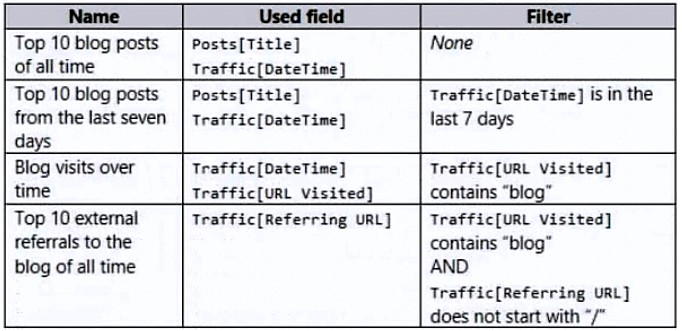 Name Used field Filter
Top 10 blog posts
of all time
Posts[Title]
Traffic[DateTime]
None
Top 10 blog posts
from the last seven
days
Posts[Title]
Traffic[DateTime]
Traffic[DateTime] is in the
last 7 days
Blog visits over
time
Traffic[DateTime]
Traffic[URL Visited]
Traffic[URL Visited]
contains “blog”
Top 10 external
referrals to the
blog of all time
Traffic[Referring URL]
Traffic[URL Visited]
contains “blog”
AND
Traffic[Referring URL]
does not start with “/”